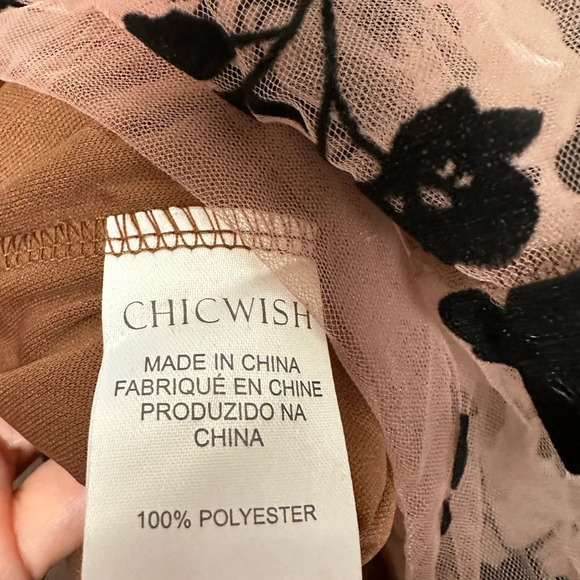 CHICWISH
MADE IN CHINA
FABRIQUÉ EN CHINE
PRODUZIDO NA
CHINA
100% POLYESTER